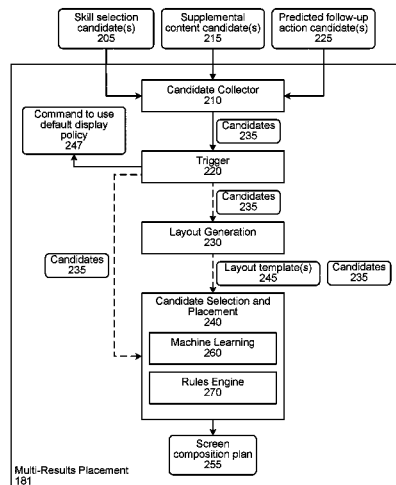 Skill selection
candidate(s)
205
Supplemental
content candidate(s)
215
Predicted follow-up
action candidate(s)
225
Candidate Collector
210
Command to use
default display
policy
247
Candidates
235
Trigger
220
Candidates
235
Layout Generation
230
Candidates
235
Layout template(s)
245
Candidates
235
Candidate Selection and
Placement
240
Machine Learning
260
Rules Engine
270
Screen
composition plan
255
Multi-Results Placement
181